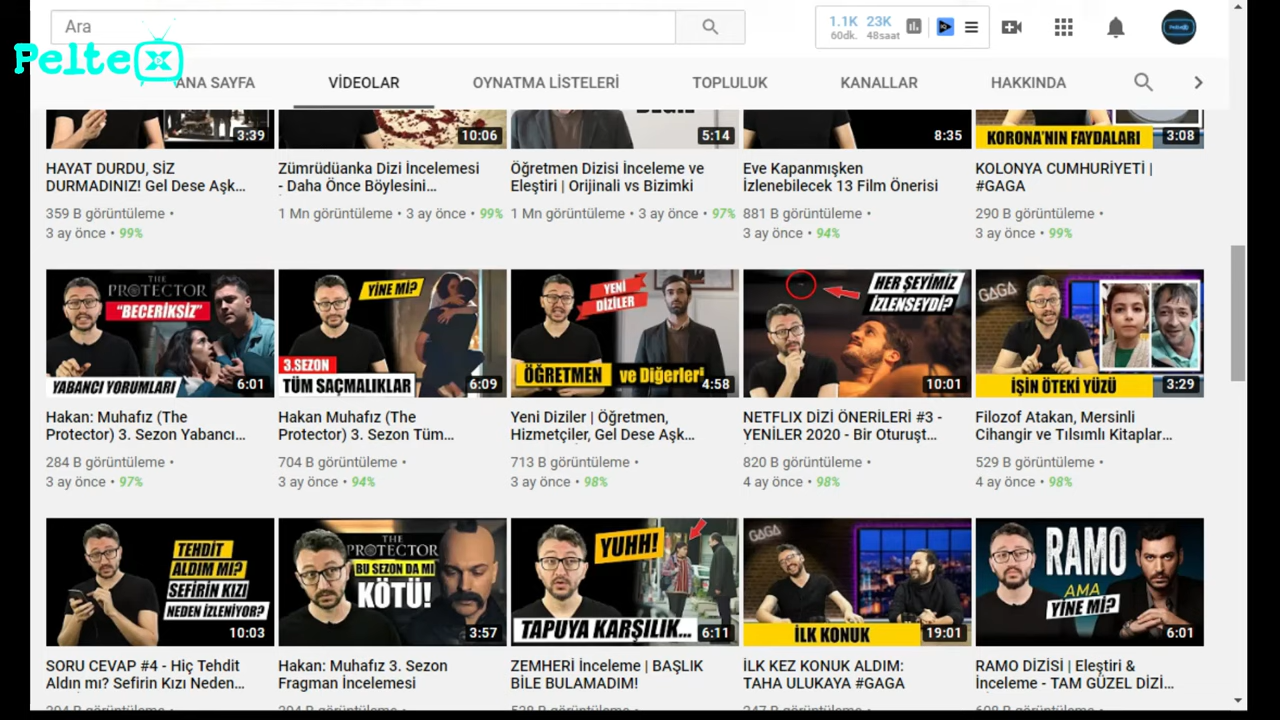 Ara
1.1K 23K
60dk. 48saat
PelteX
ANA SAYFA
VİDEOLAR
OYNATMA LİSTELERİ
TOPLULUK
KANALLAR
HAKKINDA
3:39
10:06
5:14
8:35
KORONA'NIN FAYDALARI
3:08
HAYAT DURDU, SİZ
DURMADINIZ! Gel Dese Aşk...
359 B görüntüleme •
3 ay önce • 99%
Zümrüdüanka Dizi İncelemesi
- Daha Önce Böylesini...
1 Mn görüntüleme • 3 ay önce • 99%
Öğretmen Dizisi İnceleme ve
Eleştiri | Orijinali vs Bizimki
1 Mn görüntüleme • 3 ay önce • 97%
Eve Kapanmışken
İzlenebilecek 13 Film Önerisi
881 B görüntüleme •
3 ay önce • 94%
KOLONYA CUMHURİYETİ |
#GAGA
290 B görüntüleme •
3 ay önce • 99%
THE
PROTECTOR
"BECERİKSİZ"
YABANCI YORUMLARI
6:01
YİNE Mİ?
3.SEZON
TÜM SAÇMALIKLAR
6:09
YENİ
DİZİLER
ÖĞRETMEN ve Diğerleri
4:58
HER ŞEYİMİZ
İZLENSEYDİ?
10:01
GAGA
İŞİN ÖTEKİ YÜZÜ
3:29
Hakan: Muhafız (The
Protector) 3. Sezon Yabancı...
284 B görüntüleme •
3 ay önce • 97%
Hakan Muhafız (The
Protector) 3. Sezon Tüm...
704 B görüntüleme •
3 ay önce • 94%
Yeni Diziler | Öğretmen,
Hizmetçiler, Gel Dese Aşk...
713 B görüntüleme •
3 ay önce • 98%
NETFLIX DİZİ ÖNERİLERİ #3 -
YENİLER 2020 - Bir Oturuşt...
820 B görüntüleme •
4 ay önce • 98%
Filozof Atakan, Mersinli
Cihangir ve Tılsımlı Kitaplar...
529 B görüntüleme •
4 ay önce • 98%
TEHDİT
ALDIM MI?
SEFİRİN KIZI
NEDEN İZLENİYOR?
10:03
THE
PROTECTOR
BU SEZON DA MI
KÖTÜ!
3:57
YUHH!
TAPUYA KARŞILIK...
6:11
GAGA
İLK KONUK
19:01
RAMO
AMA
YİNE Mİ?
6:01
SORU CEVAP #4 - Hiç Tehdit
Aldın mı? Sefirin Kızı Neden...
Hakan: Muhafız 3. Sezon
Fragman İncelemesi
ZEMHERİ İnceleme | BAŞLIK
BİLE BULAMADIM!
İLK KEZ KONUK ALDIM:
TAHA ULUKAYA #GAGA
RAMO DİZİSİ | Eleştiri &
İnceleme - TAM GÜZEL DİZİ...